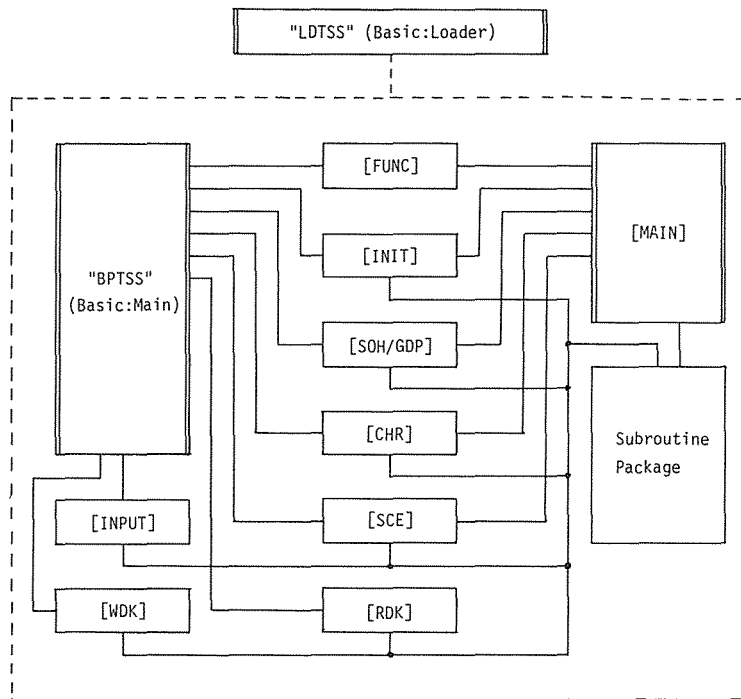 "LDTSS" (Basic:Loader)
[FUNC]
[MAIN]
"BPTSS"
(Basic:Main)
[INIT]
[SOH/GDP]
[CHR]
Subroutine
Package
[INPUT]
[SCE]
[WDK]
[RDK]